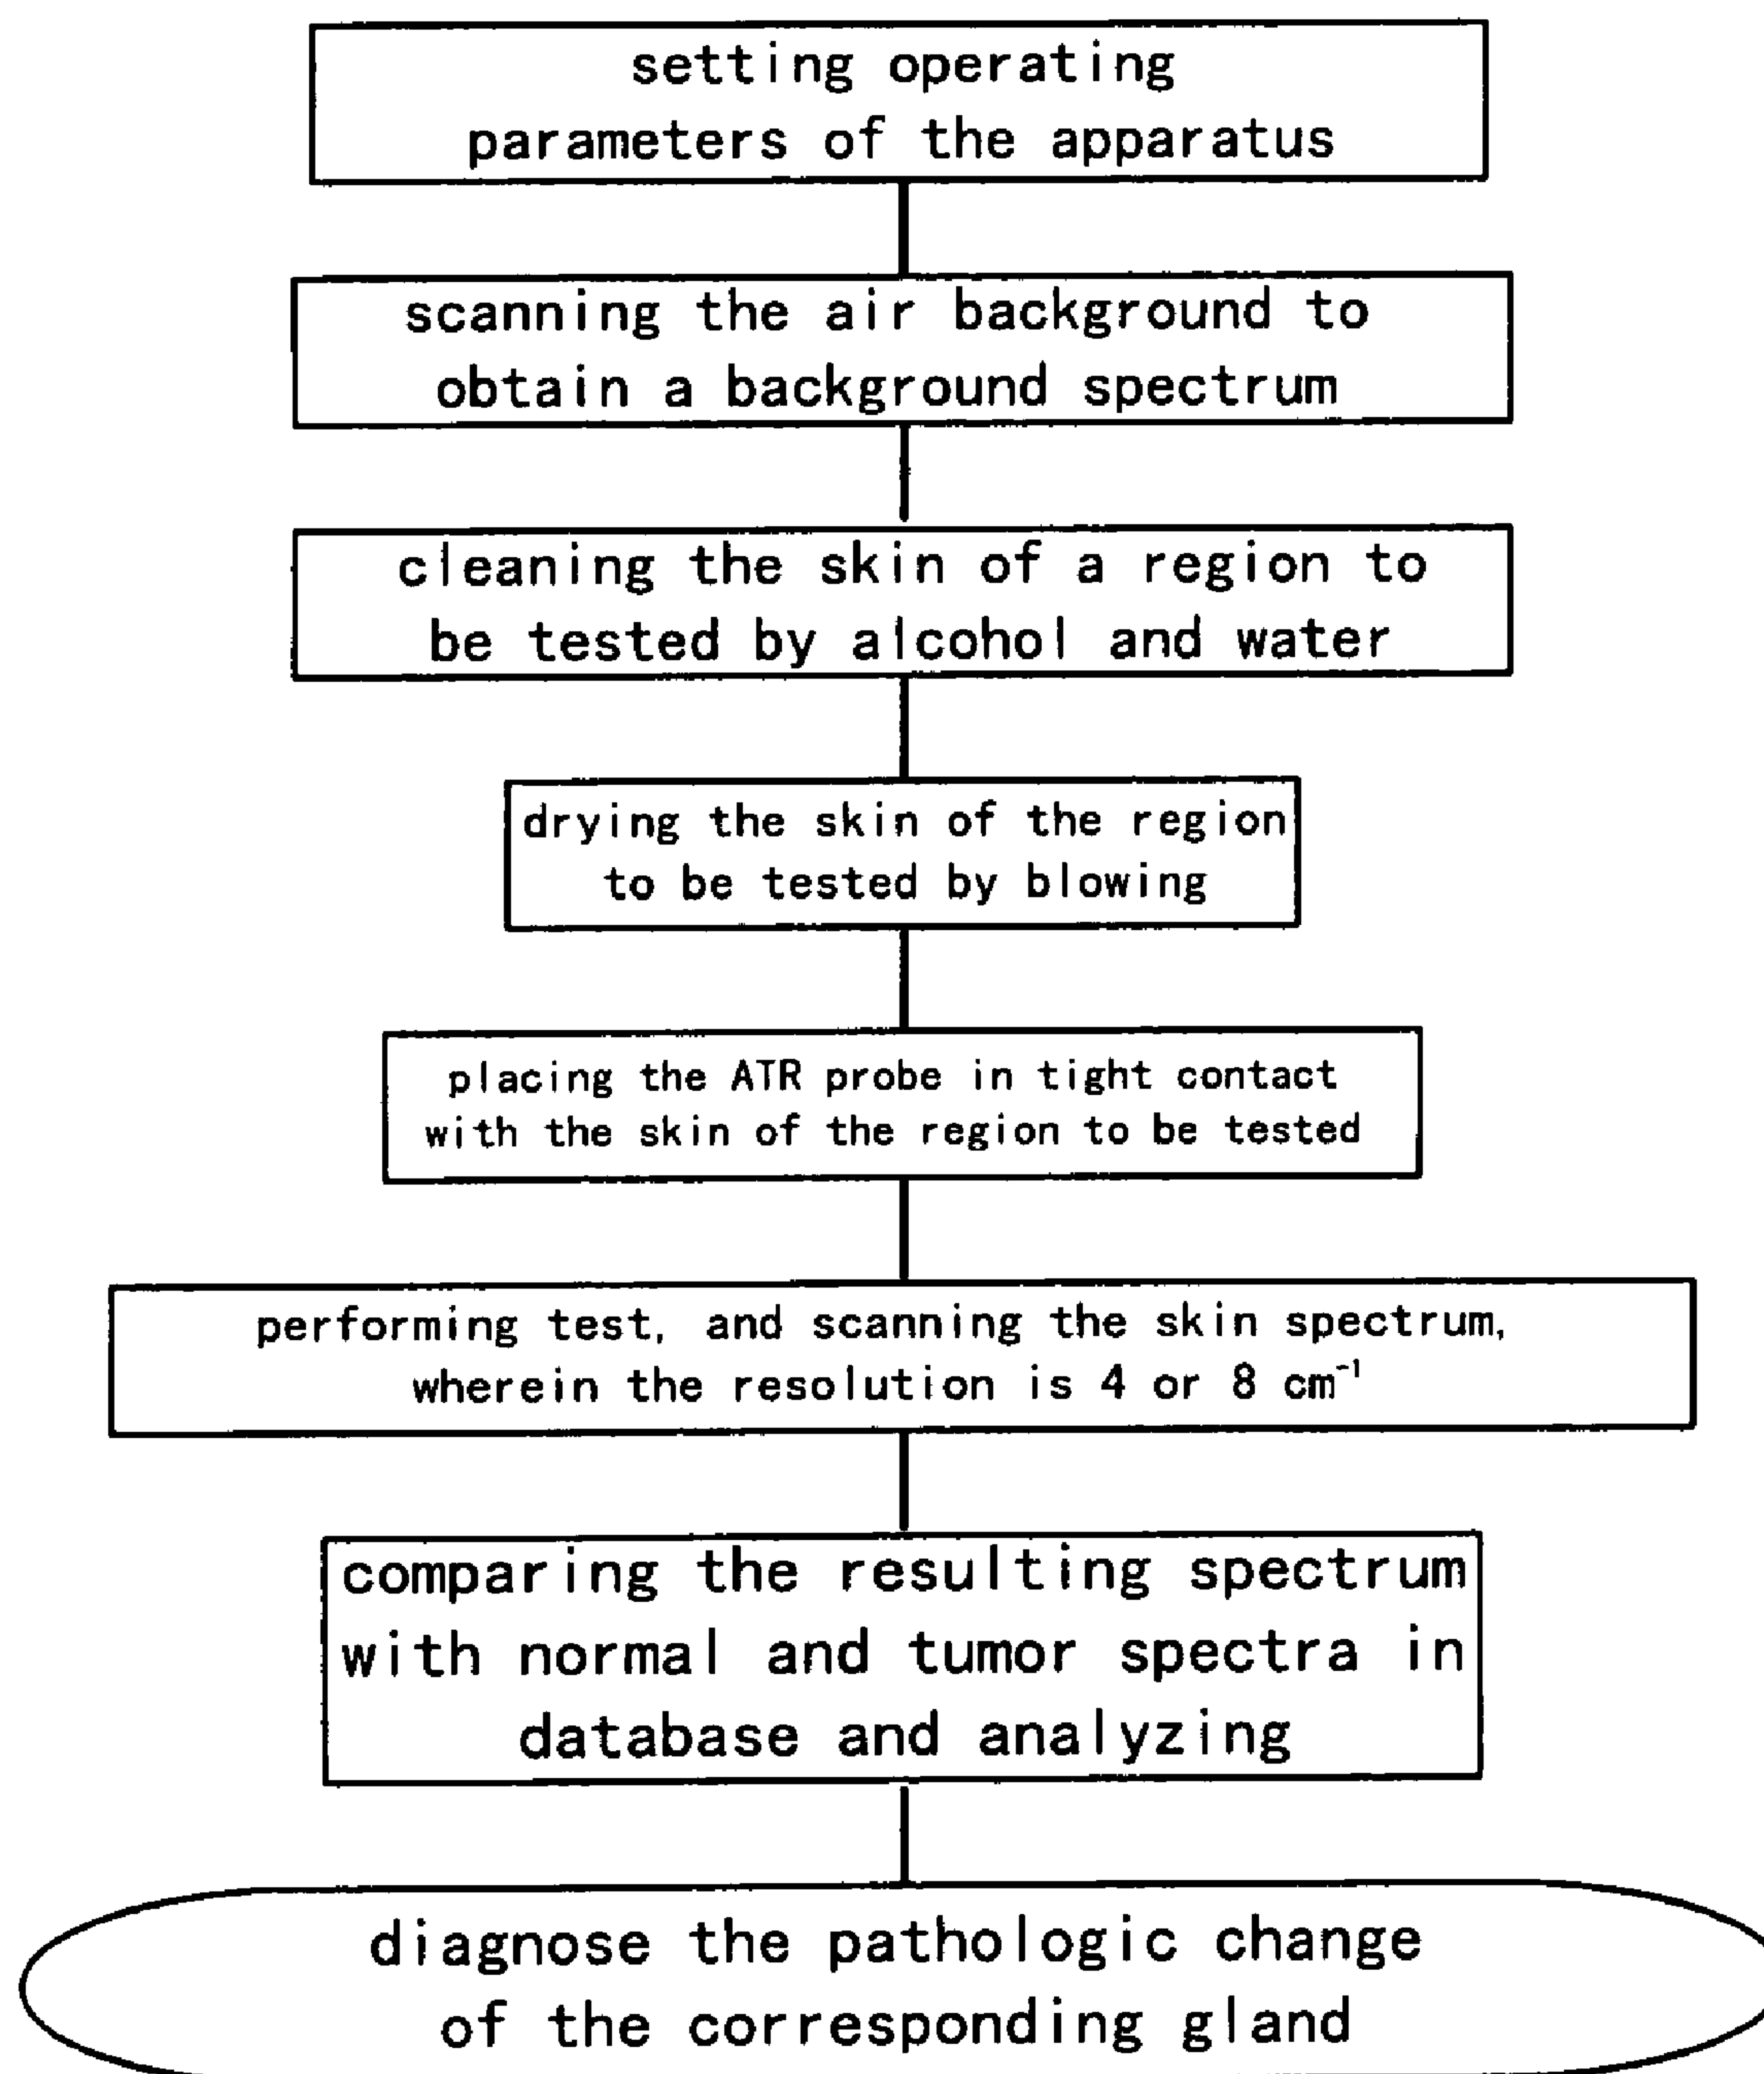 setting operating
parameters of the apparatus
scanning the air background to
obtain a background spectrum
cleaning the skin of a region to
be tested by alcohol and water
drying the skin of the region
to be tested by blowing
placing the ATR probe in tight contact
with the skin of the region to be tested
performing test, and scanning the skin spectrum,
wherein the resolution is 4 or 8 cm⁻¹
comparing the resulting spectrum
with normal and tumor spectra in
database and analyzing
diagnose the pathologic change
of the corresponding gland